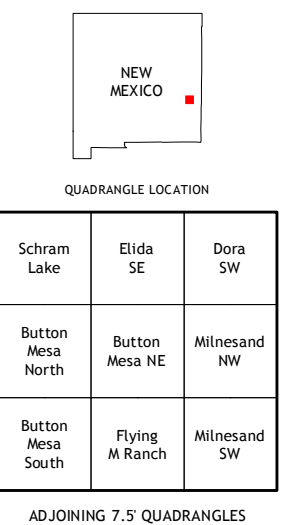 NEW
MEXICO
QUADRANGLE LOCATION
Schram
Lake
Elida
SE
Dora
SW
Button
Mesa
North
Button
Mesa NE
Milnesand
NW
Button
Mesa
South
Flying
M Ranch
Milnesand
SW
ADJOINING 7.5' QUADRANGLES